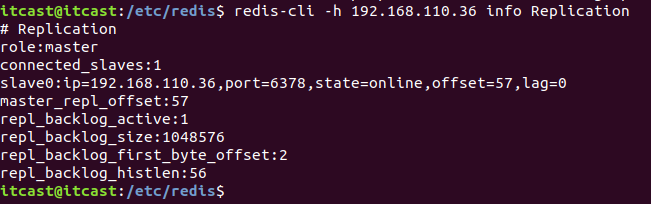 itcast@itcast:/etc/redis$ redis-cli -h 192.168.110.36 info Replication
# Replication
role:master
connected_slaves:1
slave0:ip=192.168.110.36,port=6378,state=online,offset=57,lag=0
master_repl_offset:57
repl_backlog_active:1
repl_backlog_size:1048576
repl_backlog_first_byte_offset:2
repl_backlog_histlen:56
itcast@itcast:/etc/redis$